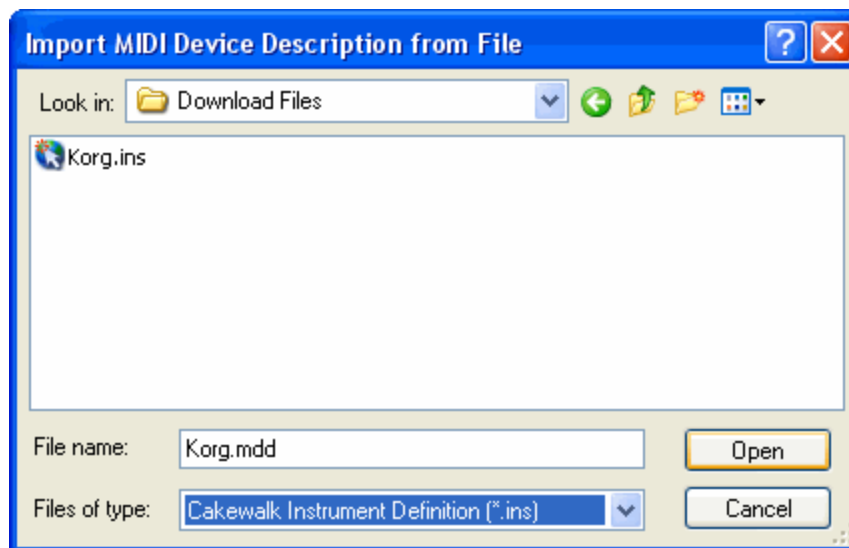 Import MIDI Device Description from File
Look in: Download Files
Korg.ins
File name: Korg.mdd Open
Files of type: Cakewalk Instrument Definition (*.ins) Cancel